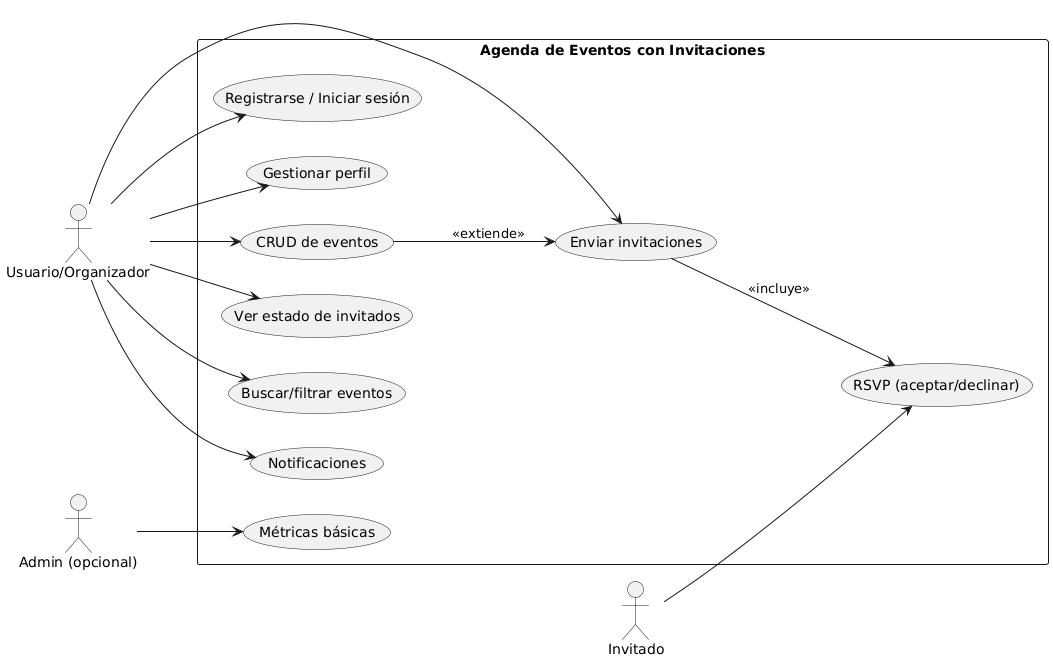 Agenda de Eventos con Invitaciones
Registrarse / Iniciar sesión
Gestionar perfil
CRUD de eventos
«extiende»
Enviar invitaciones
Usuario/Organizador
«incluye»
Ver estado de invitados
RSVP (aceptar/declinar)
Buscar/filtrar eventos
Notificaciones
Métricas básicas
Admin (opcional)
Invitado